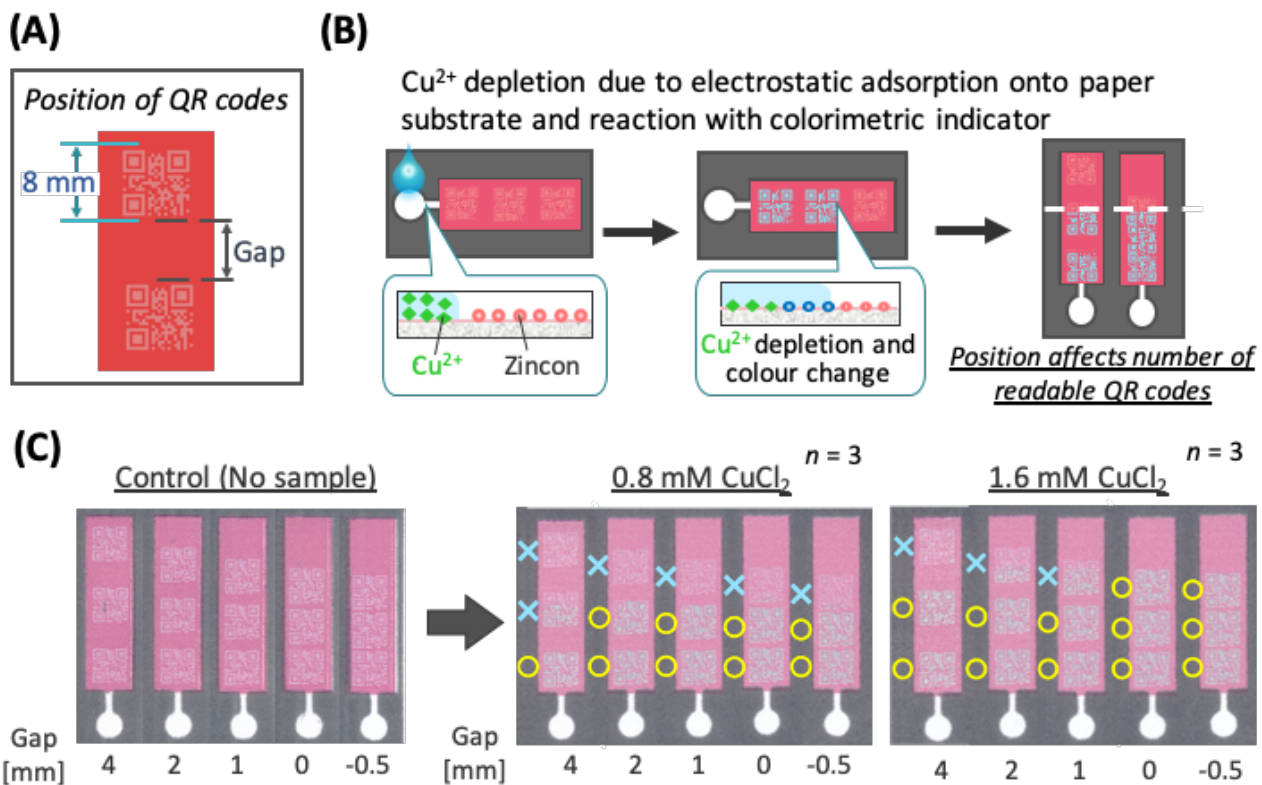 (A)
Position of QR codes
8 mm
Gap
(B)
Cu²⁺ depletion due to electrostatic adsorption onto paper
substrate and reaction with colorimetric indicator
Cu²⁺
Zincon
Cu²⁺ depletion and
colour change
Position affects number of
readable QR codes
(C)
Control (No sample)
n = 3
0.8 mM CuCl₂
n = 3
1.6 mM CuCl₂
Gap
[mm]
4 2 1 0 -0.5
Gap
[mm]
4 2 1 0 -0.5
4 2 1 0 -0.5